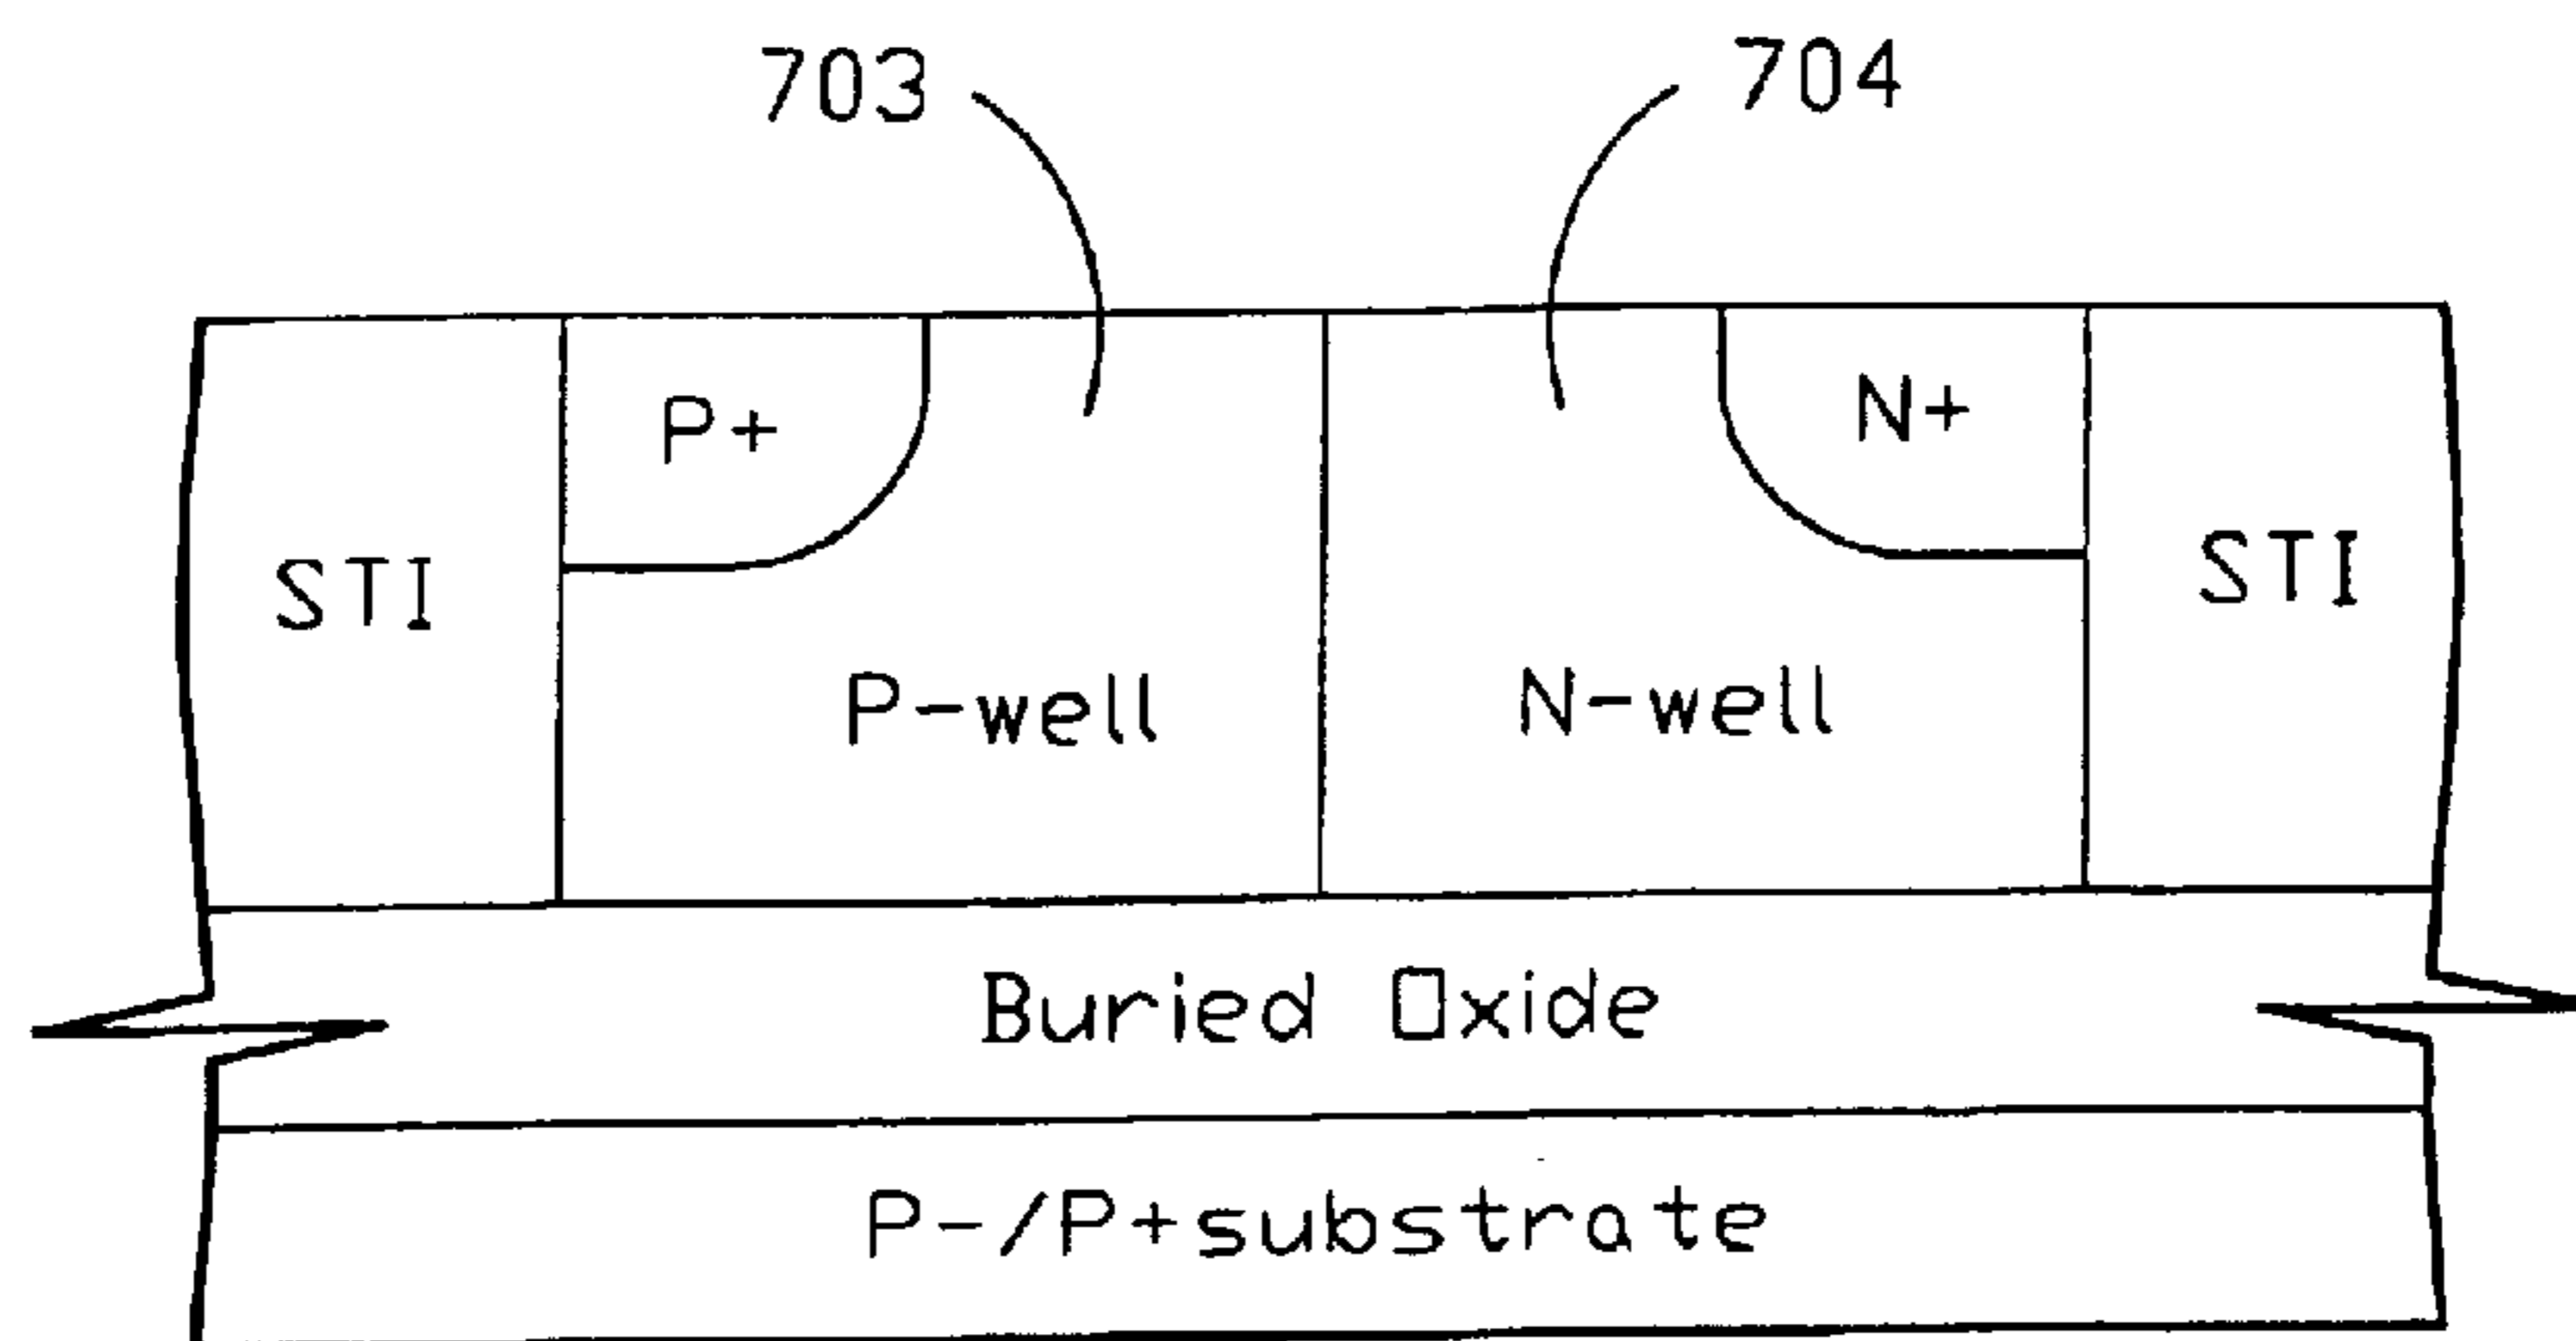 703 704
P+ N+
STI STI
P-well N-well
Buried Oxide
P-/P+substrate